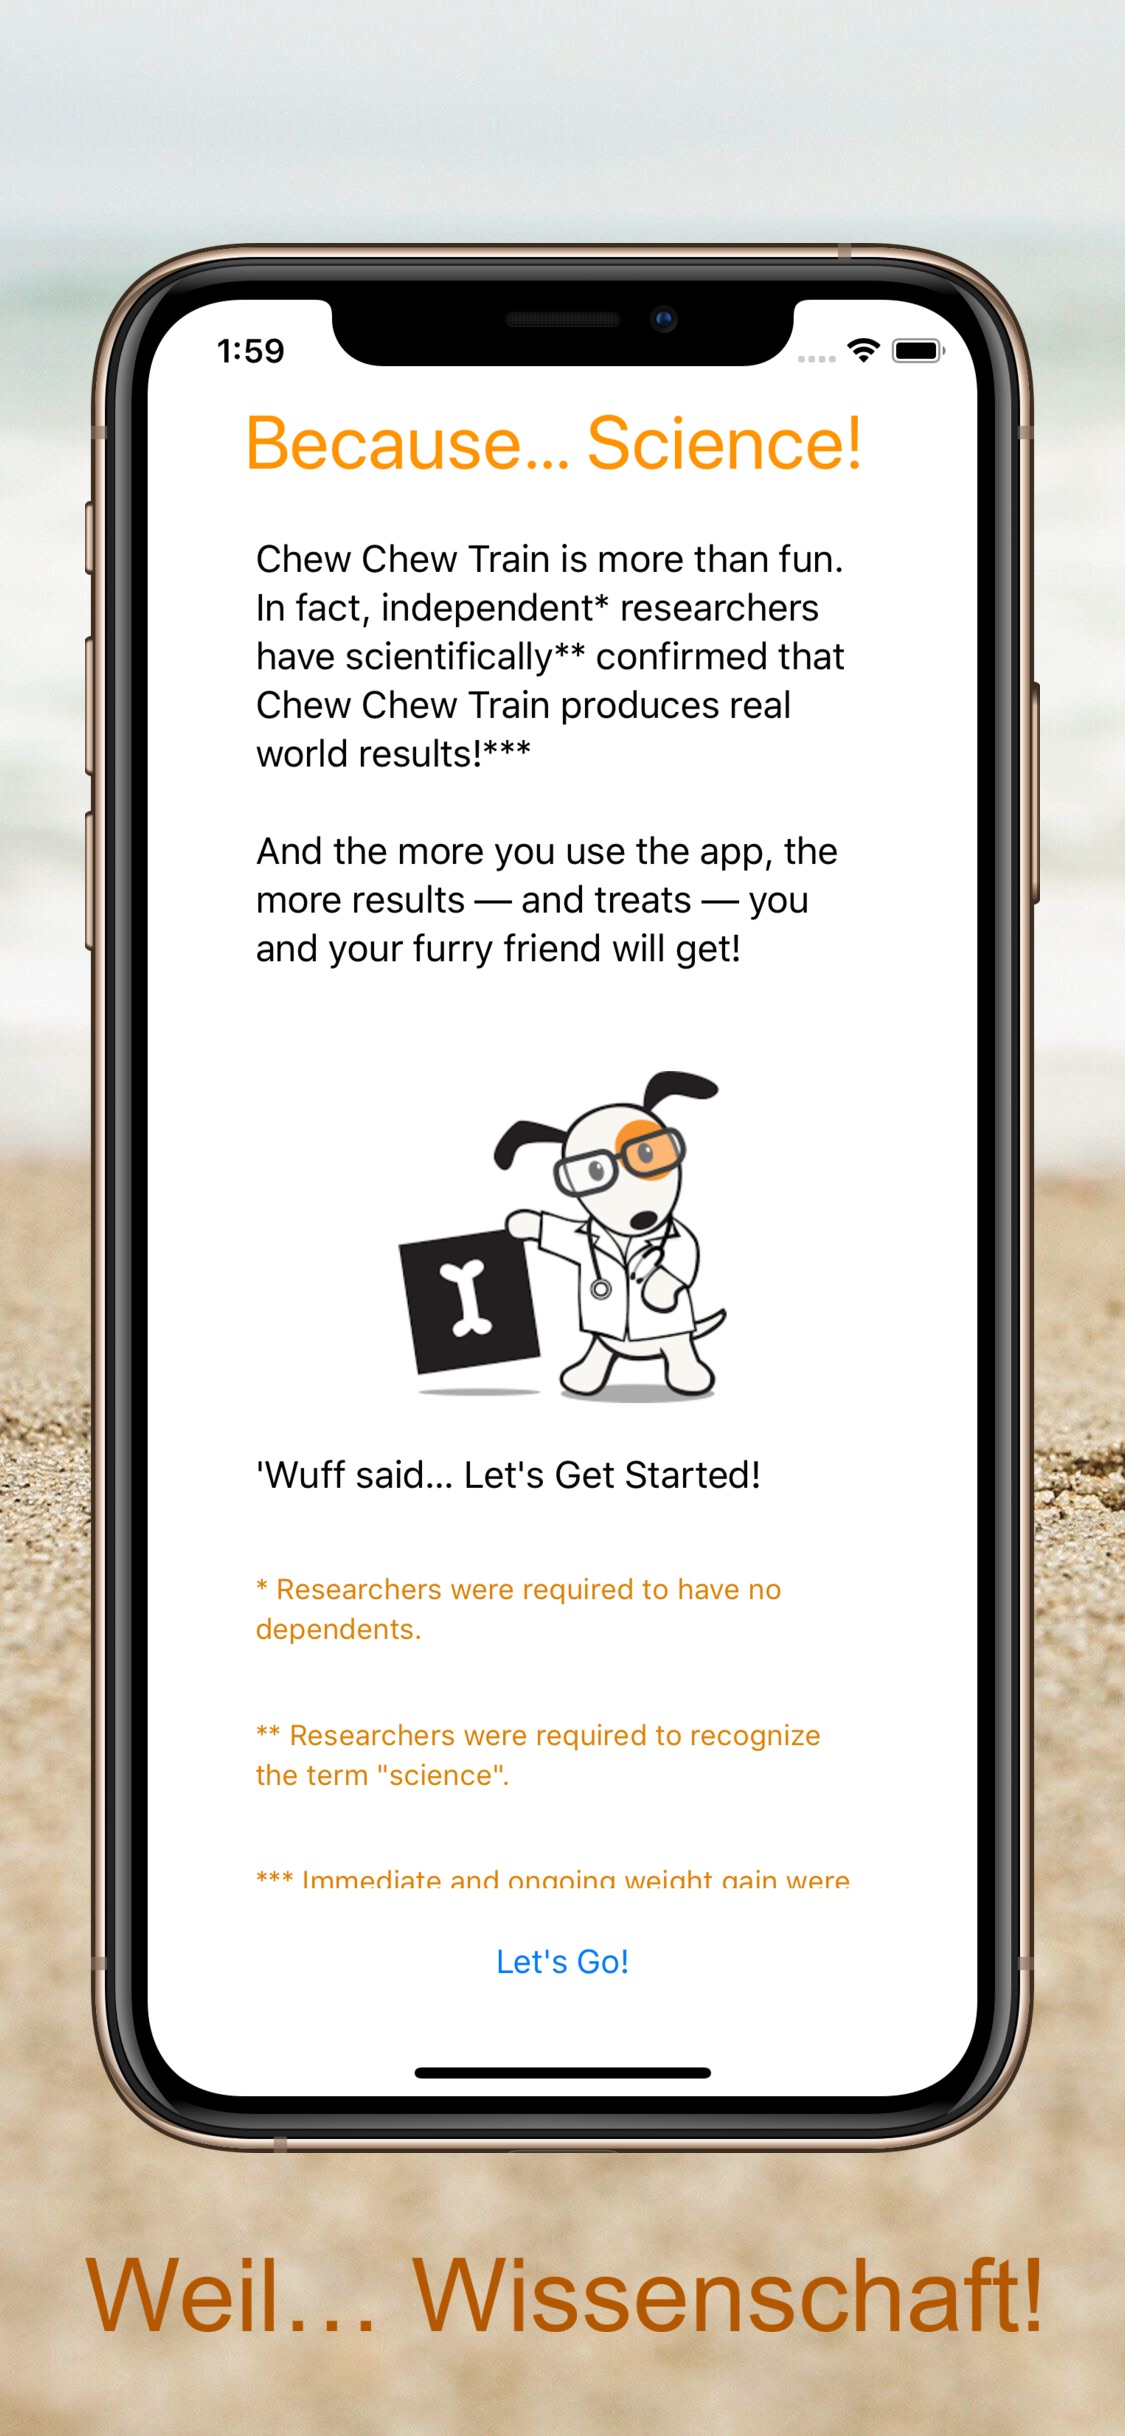 1:59
Because... Science!
Chew Chew Train is more than fun.
In fact, independent* researchers
have scientifically** confirmed that
Chew Chew Train produces real
world results!***
And the more you use the app, the
more results — and treats — you
and your furry friend will get!
'Wuff said... Let's Get Started!
* Researchers were required to have no
dependents.
** Researchers were required to recognize
the term "science".
*** Immediate and ongoing weight gain were
Let's Go!
Weil... Wissenschaft!